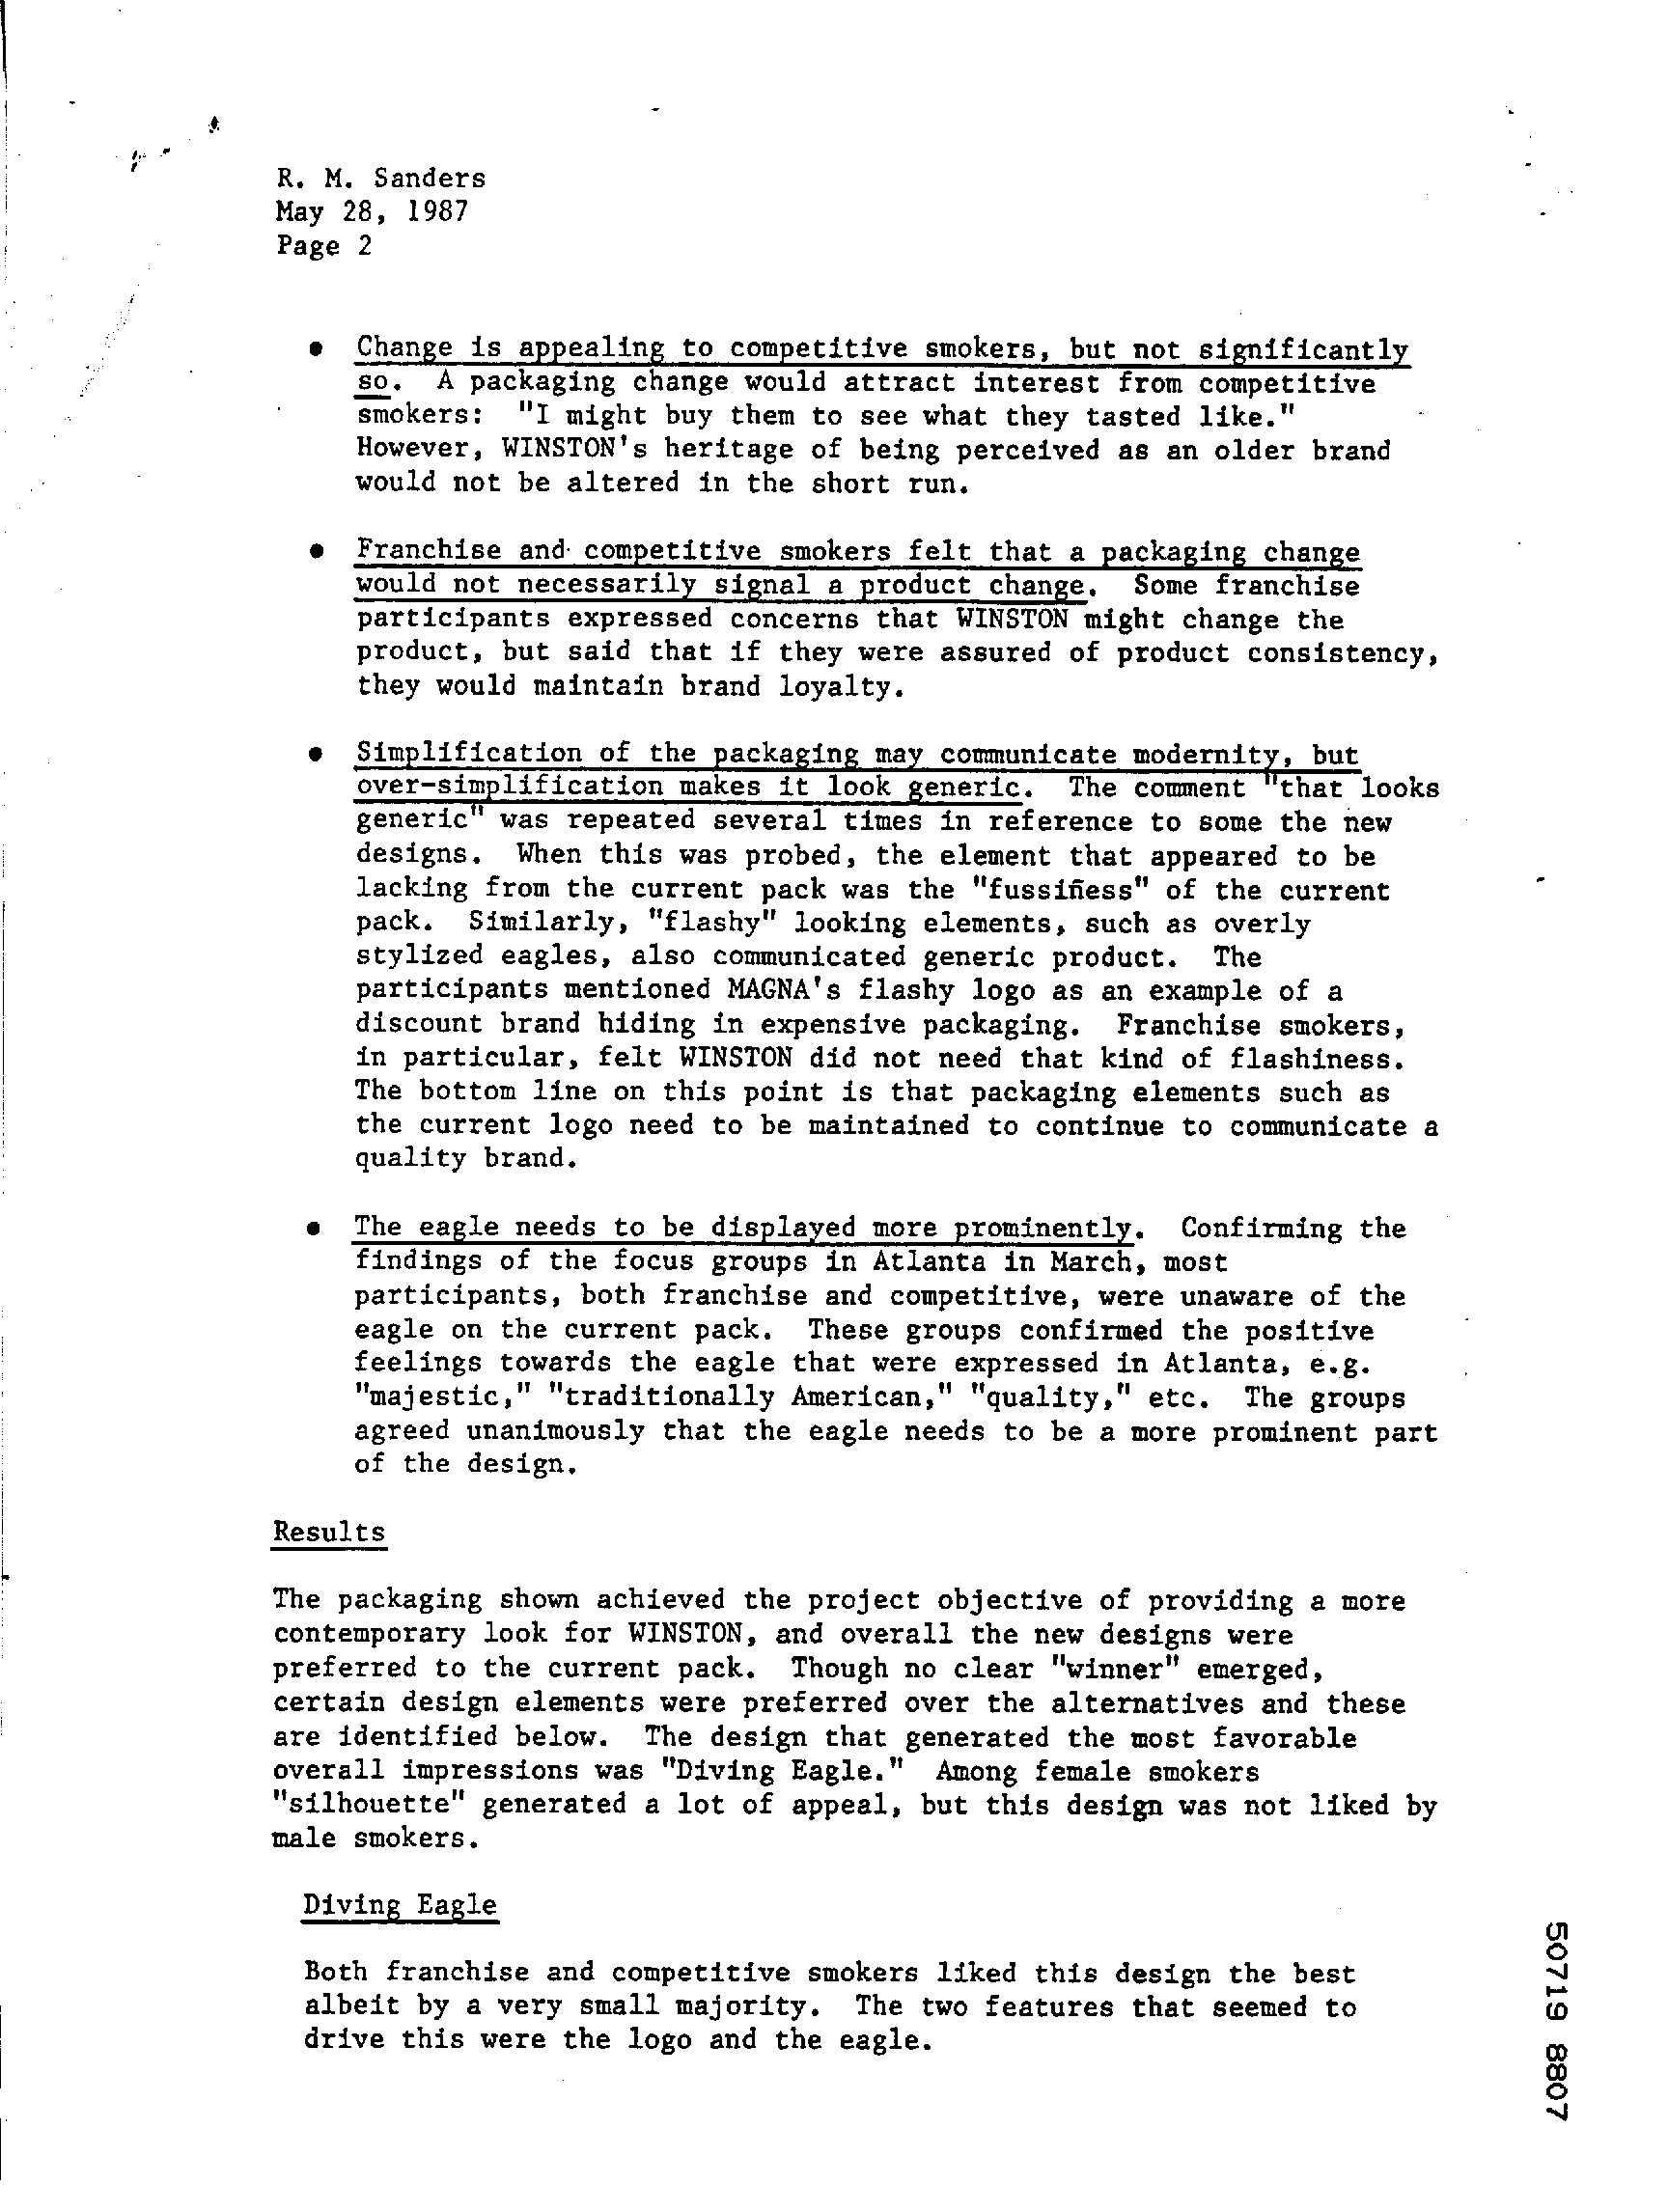 R. M. Sanders
May 28, 1987
Page 2
• Change is appealing to competitive smokers, but not significantly
so. A packaging change would attract interest from competitive
smokers: "I might buy them to see what they tasted like."
However, WINSTON's heritage of being perceived as an older brand
would not be altered in the short run.
• Franchise and competitive smokers felt that a packaging change
would not necessarily signal a product change. Some franchise
participants expressed concerns that WINSTON might change the
product, but said that if they were assured of product consistency,
they would maintain brand loyalty.
• Simplification of the packaging may communicate modernity, but
over-simplification makes it look generic. The comment "that looks
generic" was repeated several times in reference to some the new
designs. When this was probed, the element that appeared to be
lacking from the current pack was the "fussiness" of the current
pack. Similarly, "flashy" looking elements, such as overly
stylized eagles, also communicated generic product. The
participants mentioned MAGNA's flashy logo as an example of a
discount brand hiding in expensive packaging. Franchise smokers,
in particular, felt WINSTON did not need that kind of flashiness.
The bottom line on this point is that packaging elements such as
the current logo need to be maintained to continue to communicate a
quality brand.
• The eagle needs to be displayed more prominently. Confirming the
findings of the focus groups in Atlanta in March, most
participants, both franchise and competitive, were unaware of the
eagle on the current pack. These groups confirmed the positive
feelings towards the eagle that were expressed in Atlanta, e.g.
"majestic," "traditionally American," "quality," etc. The groups
agreed unanimously that the eagle needs to be a more prominent part
of the design.
Results
The packaging shown achieved the project objective of providing a more
contemporary look for WINSTON, and overall the new designs were
preferred to the current pack. Though no clear "winner" emerged,
certain design elements were preferred over the alternatives and these
are identified below. The design that generated the most favorable
overall impressions was "Diving Eagle." Among female smokers
"silhouette" generated a lot of appeal, but this design was not liked by
male smokers.
Diving Eagle
Both franchise and competitive smokers liked this design the best
albeit by a very small majority. The two features that seemed to
drive this were the logo and the eagle.
50719 8807